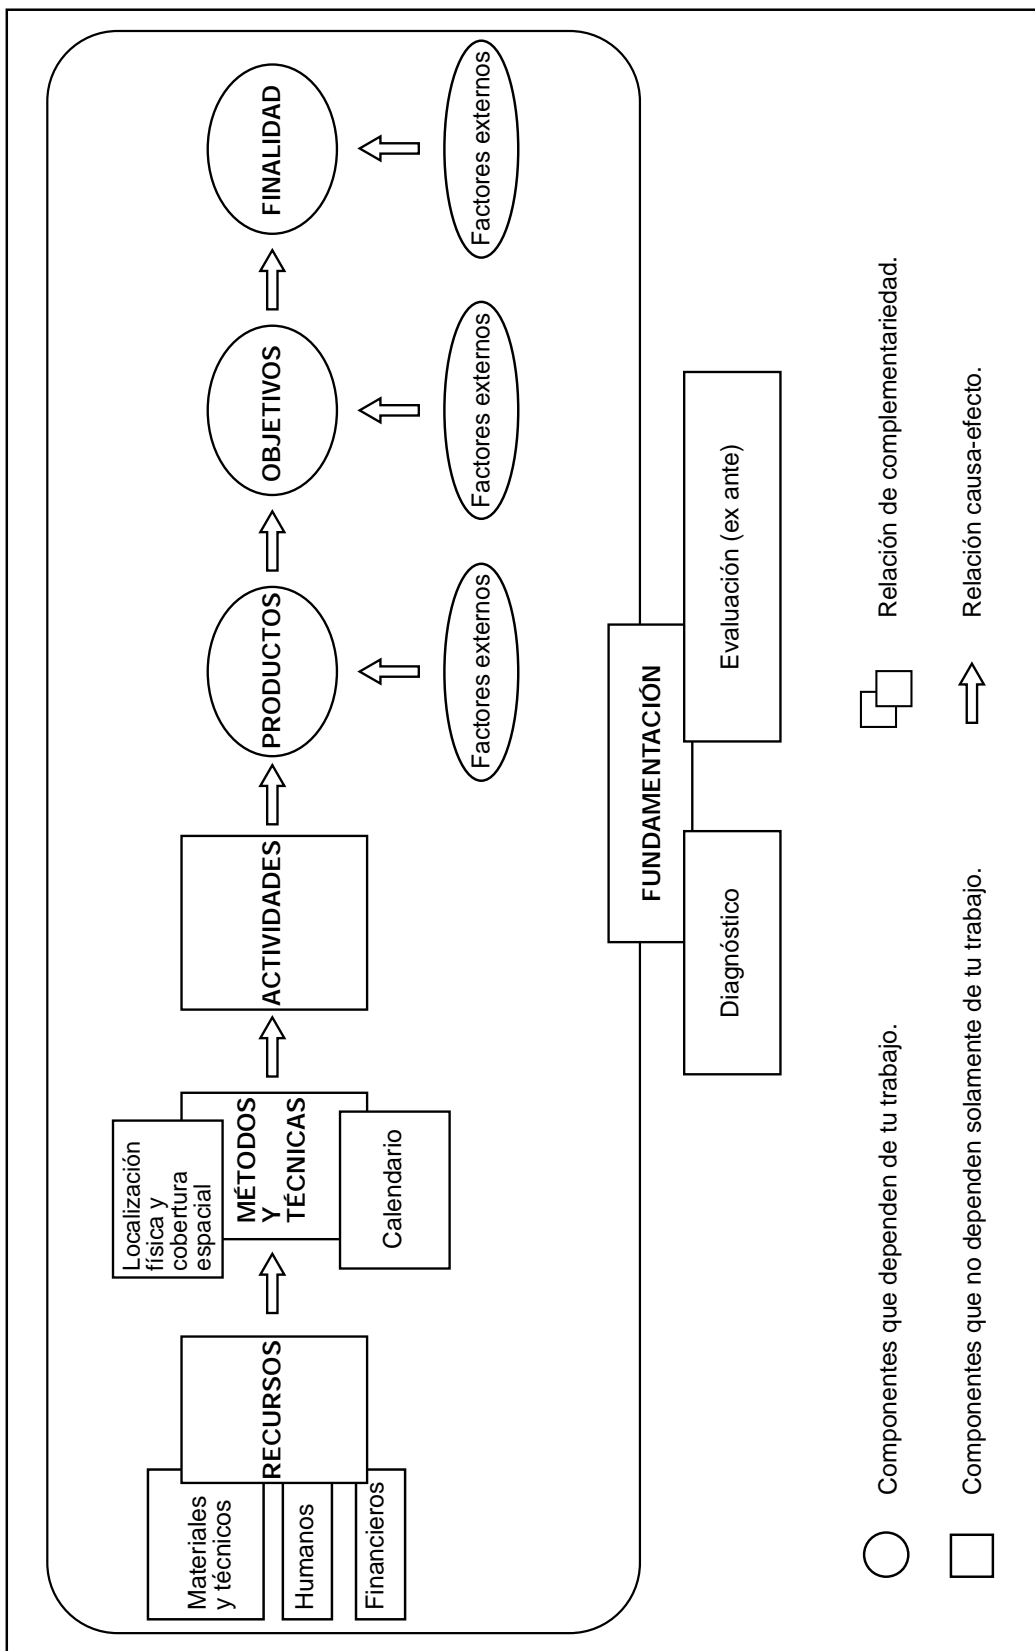 Materiales
y técnicos
Humanos
Financieros
RECURSOS
Localización
física y
cobertura
espacial
MÉTODOS
Y
TÉCNICAS
Calendario
ACTIVIDADES
PRODUCTOS
OBJETIVOS
FINALIDAD
Factores externos
Factores externos
Factores externos
FUNDAMENTACIÓN
Diagnóstico
Evaluación (ex ante)
Componentes que dependen de tu trabajo.
Relación de complementariedad.
Componentes que no dependen solamente de tu trabajo.
Relación causa-efecto.